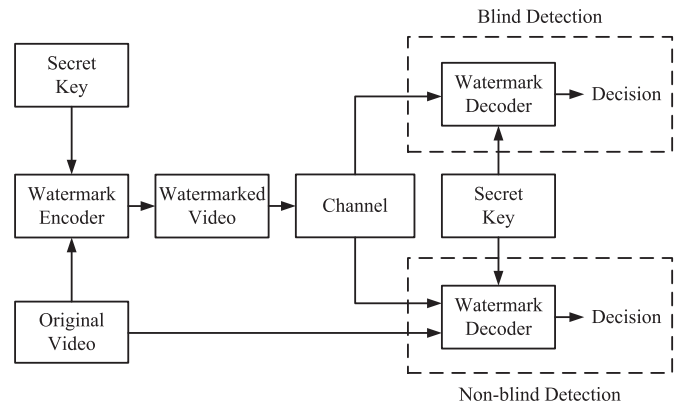 Blind Detection
Secret
Key
Watermark
Decoder
Decision
Watermark
Encoder
Watermarked
Video
Channel
Secret
Key
Original
Video
Watermark
Decoder
Decision
Non-blind Detection